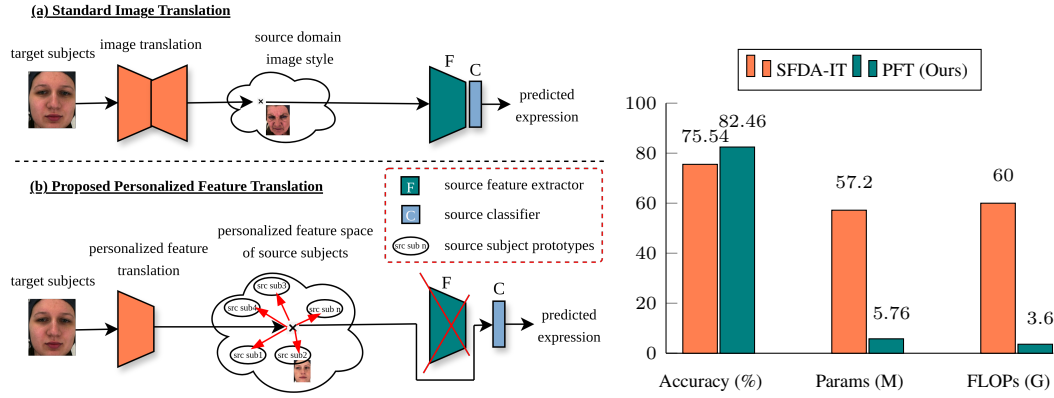 (a) Standard Image Translation
target subjects
image translation
source domain
image style
F
C
predicted
expression
(b) Proposed Personalized Feature Translation
F
source feature extractor
C
source classifier
src sub n
source subject prototypes
target subjects
personalized feature
translation
personalized feature space
of source subjects
src sub3
src sub4
src sub n
src sub1
src sub2
F
C
predicted
expression
SFDA-IT
PFT (Ours)
100
80
60
40
20
0
75.54
82.46
57.2
5.76
60
3.6
Accuracy (%)
Params (M)
FLOPs (G)